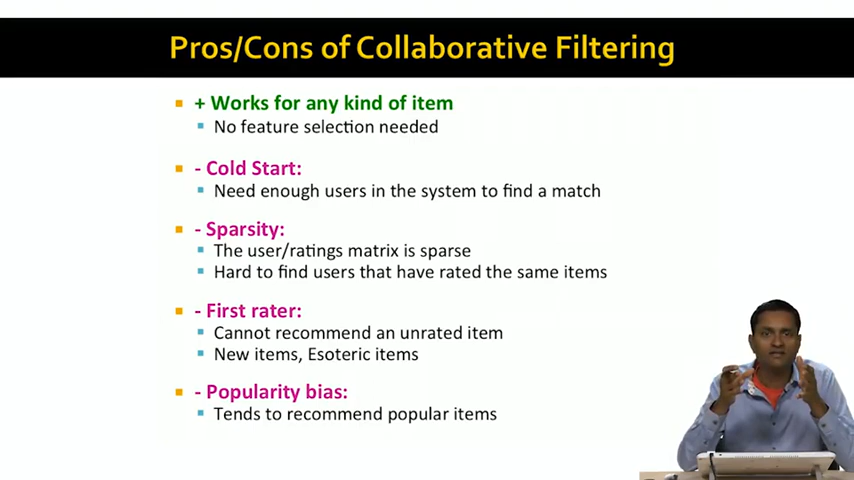 Pros/Cons of Collaborative Filtering
+ Works for any kind of item
No feature selection needed
- Cold Start:
Need enough users in the system to find a match
- Sparsity:
The user/ratings matrix is sparse
Hard to find users that have rated the same items
- First rater:
Cannot recommend an unrated item
New items, Esoteric items
- Popularity bias:
Tends to recommend popular items